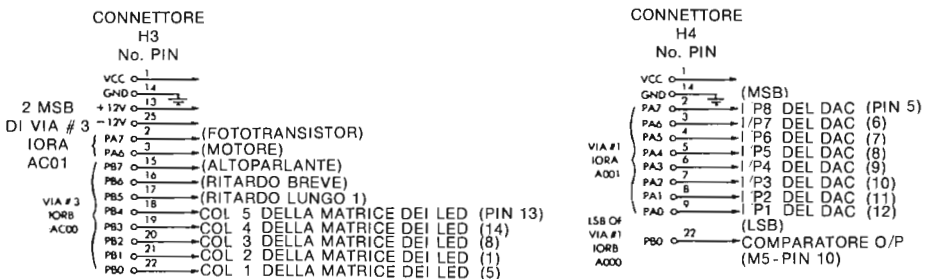 CONNETTORE
H3
No. PIN
VCC 1
GND 14
+12V 13
-12V 25
2 MSB
DI VIA #3
IORA
AC01
PA7 2 (FOTOTRANSISTOR)
PA6 3 (MOTORE)
PB7 15 (ALTOPARLANTE)
PB6 16 (RITARDO BREVE)
PB5 17 (RITARDO LUNGO 1)
VIA #3
IORB
AC00
PB4 18 COL 5 DELLA MATRICE DEI LED (PIN 13)
PB3 19 COL 4 DELLA MATRICE DEI LED (14)
PB2 20 COL 3 DELLA MATRICE DEI LED (8)
PB1 21 COL 2 DELLA MATRICE DEI LED (1)
PB0 22 COL 1 DELLA MATRICE DEI LED (5)
CONNETTORE
H4
No. PIN
VCC 1
GND 14
(MSB)
PA7 2 I/P8 DEL DAC (PIN 5)
PA6 3 I/P7 DEL DAC (6)
PA5 4 I/P6 DEL DAC (7)
PA4 5 I/P5 DEL DAC (8)
PA3 6 I/P4 DEL DAC (9)
PA2 7 I/P3 DEL DAC (10)
PA1 8 I/P2 DEL DAC (11)
PA0 9 I/P1 DEL DAC (12)
VIA #1
IORA
A001
(LSB)
LSB OF
VIA #1
IORB
A000
PB0 22 COMPARATORE O/P
(M5-PIN 10)